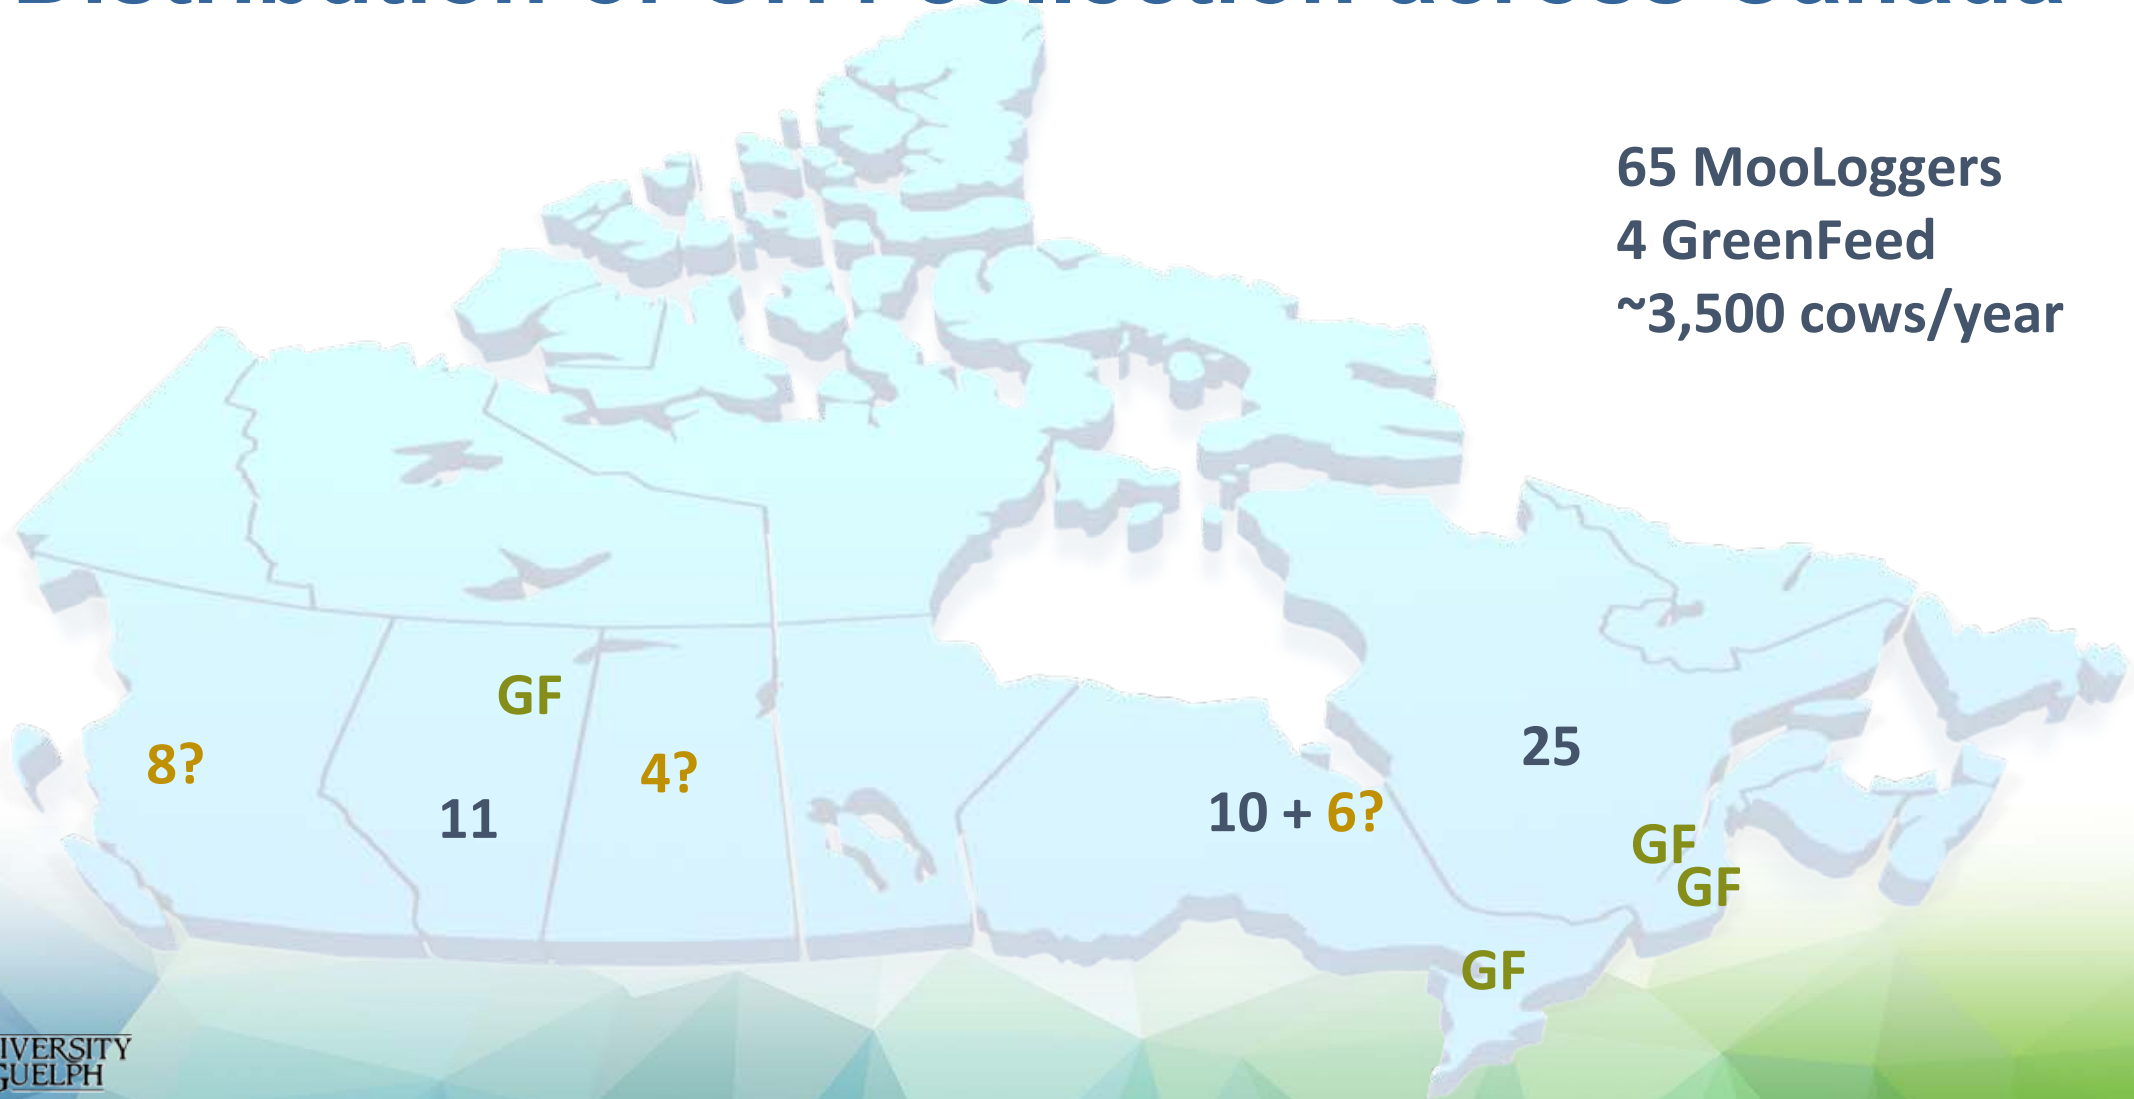 65 MooLoggers
4 GreenFeed
~3,500 cows/year
GF
8?
4?
11
10 + 6?
25
GF
GF
GF